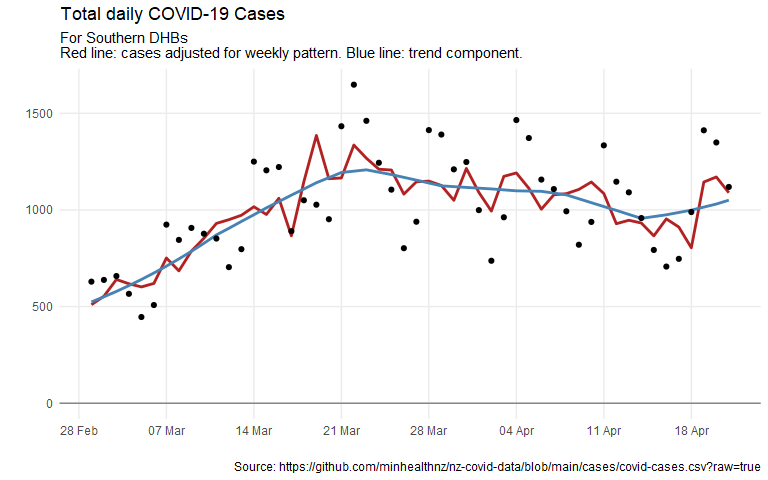 Total daily COVID-19 Cases
For Southern DHBs
Red line: cases adjusted for weekly pattern. Blue line: trend component.
1500
1000
500
0
28 Feb 07 Mar 14 Mar 21 Mar 28 Mar 04 Apr 11 Apr 18 Apr
Source: https://github.com/minhealthnz/nz-covid-data/blob/main/cases/covid-cases.csv?raw=true